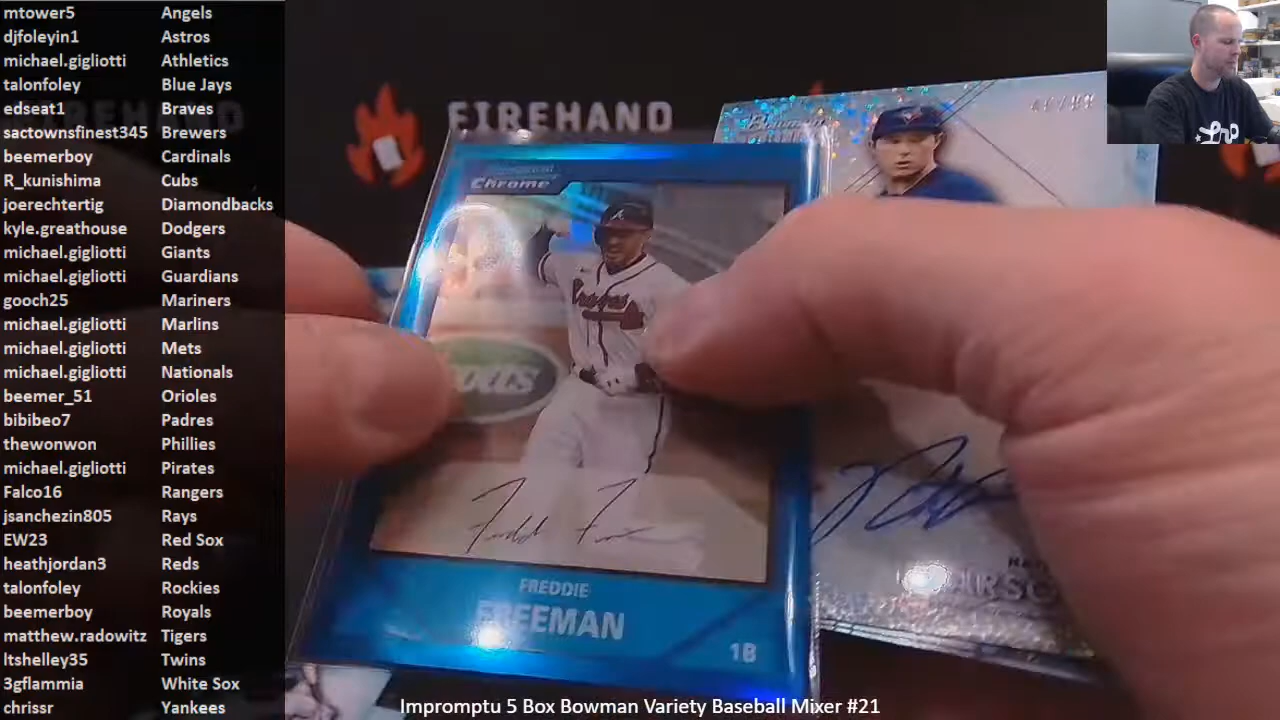 mtower5 Angels
djfoleyin1 Astros
michael.gigliotti Athletics
talonfoley Blue Jays
edseat1 Braves
sactownsfinest345 Brewers
beemerboy Cardinals
R_kunishima Cubs
joerechtertig Diamondbacks
kyle.greathouse Dodgers
michael.gigliotti Giants
michael.gigliotti Guardians
gooch25 Mariners
michael.gigliotti Marlins
michael.gigliotti Mets
michael.gigliotti Nationals
beemer_51 Orioles
bibibeo7 Padres
thewonwon Phillies
michael.gigliotti Pirates
Falco16 Rangers
jsanchezin805 Rays
EW23 Red Sox
heathjordan3 Reds
talonfoley Rockies
beemerboy Royals
matthew.radowitz Tigers
ltshelley35 Twins
3gflammia White Sox
chrissr Yankees
FIREHAND
Chrome
Braves
FREDDIE
FREEMAN
1B
Impromptu 5 Box Bowman Variety Baseball Mixer #21